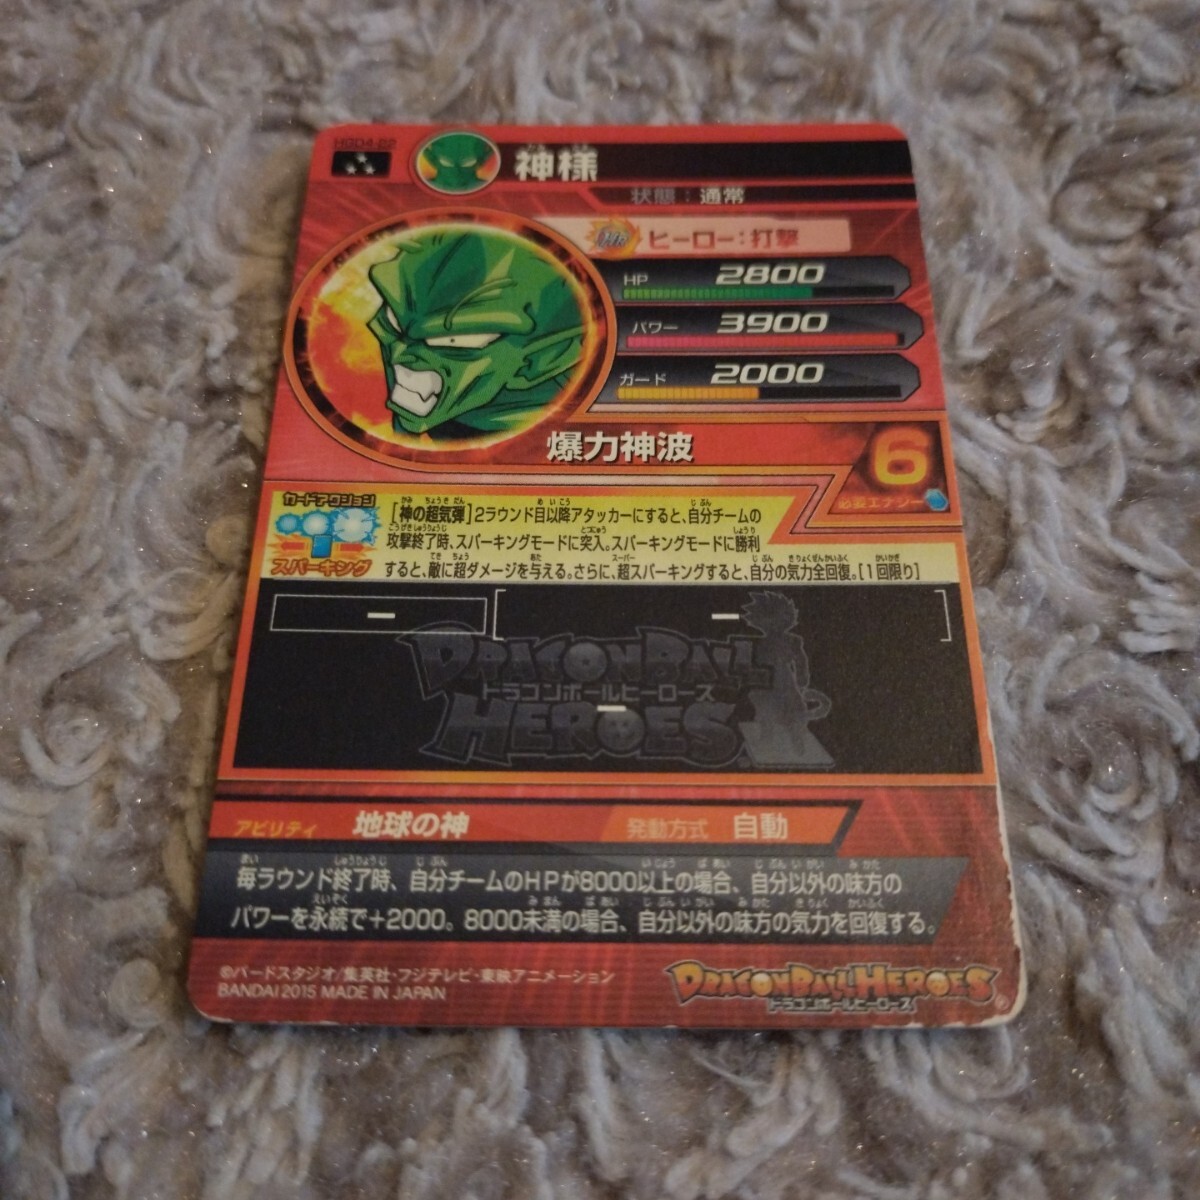 HGD4-22
神様
状態：通常
ヒーロー：打撃
HP 2800
パワー 3900
ガード 2000
爆力神波
6
必要エナジー
カードアクション
スパーキング
[神の超気弾]2ラウンド目以降アタッカーにすると、自分チームの
攻撃終了時、スパーキングモードに突入。スパーキングモードに勝利
すると、敵に超ダメージを与える。さらに、超スパーキングすると、自分の気力全回復。[1回限り]
ー
[ ー ]
DRAGONBALL
ドラゴンボールヒーローズ
ー
HEROES
アビリティ 地球の神 発動方式 自動
毎ラウンド終了時、自分チームのHPが8000以上の場合、自分以外の味方の
パワーを永続で+2000。8000未満の場合、自分以外の味方の気力を回復する。
©バードスタジオ/集英社・フジテレビ・東映アニメーション
BANDAI 2015 MADE IN JAPAN
DRAGONBALL HEROES
ドラゴンボールヒーローズ